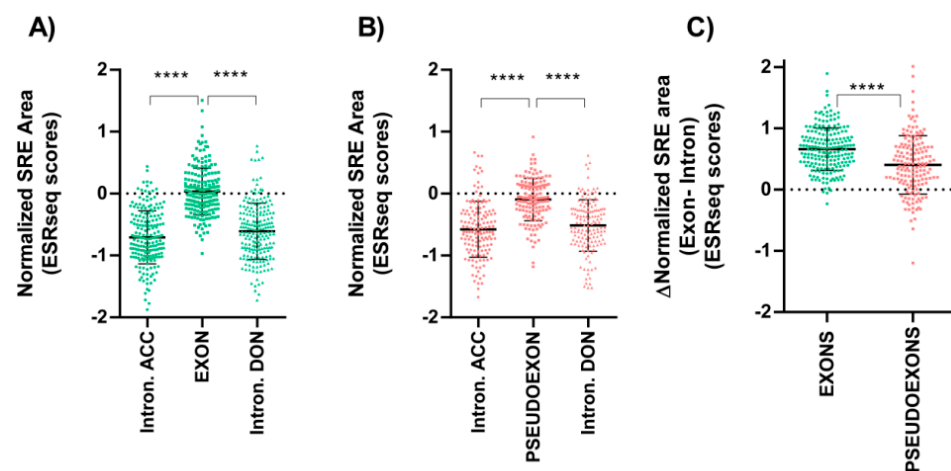 A)
Normalized SRE Area
(ESRseq scores)
2
1
0
-1
-2
****
****
Intron. ACC
EXON
Intron. DON
B)
Normalized SRE Area
(ESRseq scores)
2
1
0
-1
-2
****
****
Intron. ACC
PSEUDOEXON
Intron. DON
C)
ΔNormalized SRE area
(Exon- Intron)
(ESRseq scores)
2
1
0
-1
-2
****
EXONS
PSEUDOEXONS